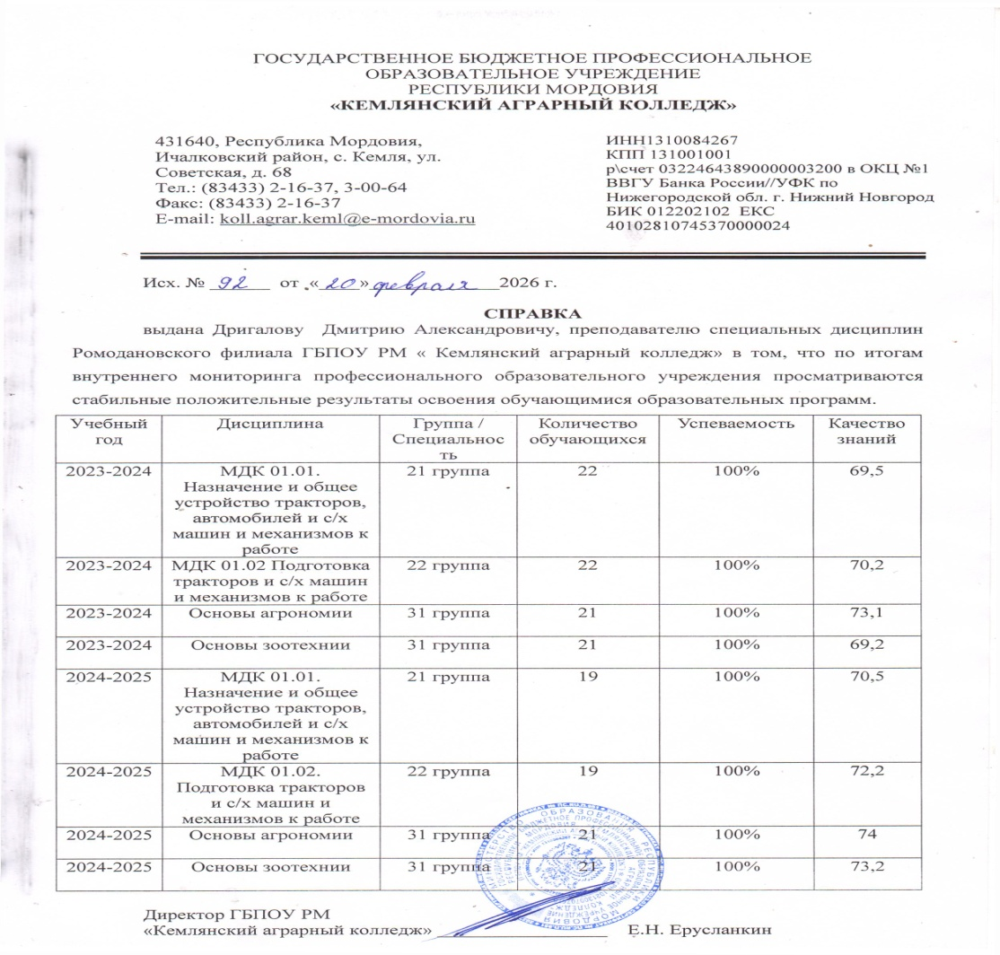 ГОСУДАРСТВЕННОЕ БЮДЖЕТНОЕ ПРОФЕССИОНАЛЬНОЕ
ОБРАЗОВАТЕЛЬНОЕ УЧРЕЖДЕНИЕ
РЕСПУБЛИКИ МОРДОВИЯ
«КЕМЛЯНСКИЙ АГРАРНЫЙ КОЛЛЕДЖ»
431640, Республика Мордовия,
Ичалковский район, с. Кемля, ул.
Советская, д. 68
Тел.: (83433) 2-16-37, 3-00-64
Факс: (83433) 2-16-37
E-mail: koll.agrar.keml@e-mordovia.ru
ИНН1310084267
КПП 131001001
р\счет 03224643890000003200 в ОКЦ №1
ВВГУ Банка России//УФК по
Нижегородской обл. г. Нижний Новгород
БИК 012202102 ЕКС
40102810745370000024
Исх. № 92 от «20» февраля 2026 г.
СПРАВКА
выдана Дригалову Дмитрию Александровичу, преподавателю специальных дисциплин
Ромодановского филиала ГБПОУ РМ « Кемлянский аграрный колледж» в том, что по итогам
внутреннего мониторинга профессионального образовательного учреждения просматриваются
стабильные положительные результаты освоения обучающимися образовательных программ.
Учебный год Дисциплина Группа / Специальнос ть Количество обучающихся Успеваемость Качество знаний
2023-2024 МДК 01.01. 21 группа 22 100% 69,5
Назначение и общее
устройство тракторов,
автомобилей и с/х
машин и механизмов к
работе
2023-2024 МДК 01.02 Подготовка 22 группа 22 100% 70,2
тракторов и с/х машин
и механизмов к работе
2023-2024 Основы агрономии 31 группа 21 100% 73,1
2023-2024 Основы зоотехнии 31 группа 21 100% 69,2
2024-2025 МДК 01.01. 21 группа 19 100% 70,5
Назначение и общее
устройство тракторов,
автомобилей и с/х
машин и механизмов к
работе
2024-2025 МДК 01.02. 22 группа 19 100% 72,2
Подготовка тракторов
и с/х машин и
механизмов к работе
2024-2025 Основы агрономии 31 группа 21 100% 74
2024-2025 Основы зоотехнии 31 группа 21 100% 73,2
Директор ГБПОУ РМ
«Кемлянский аграрный колледж» Е.Н. Ерусланкин